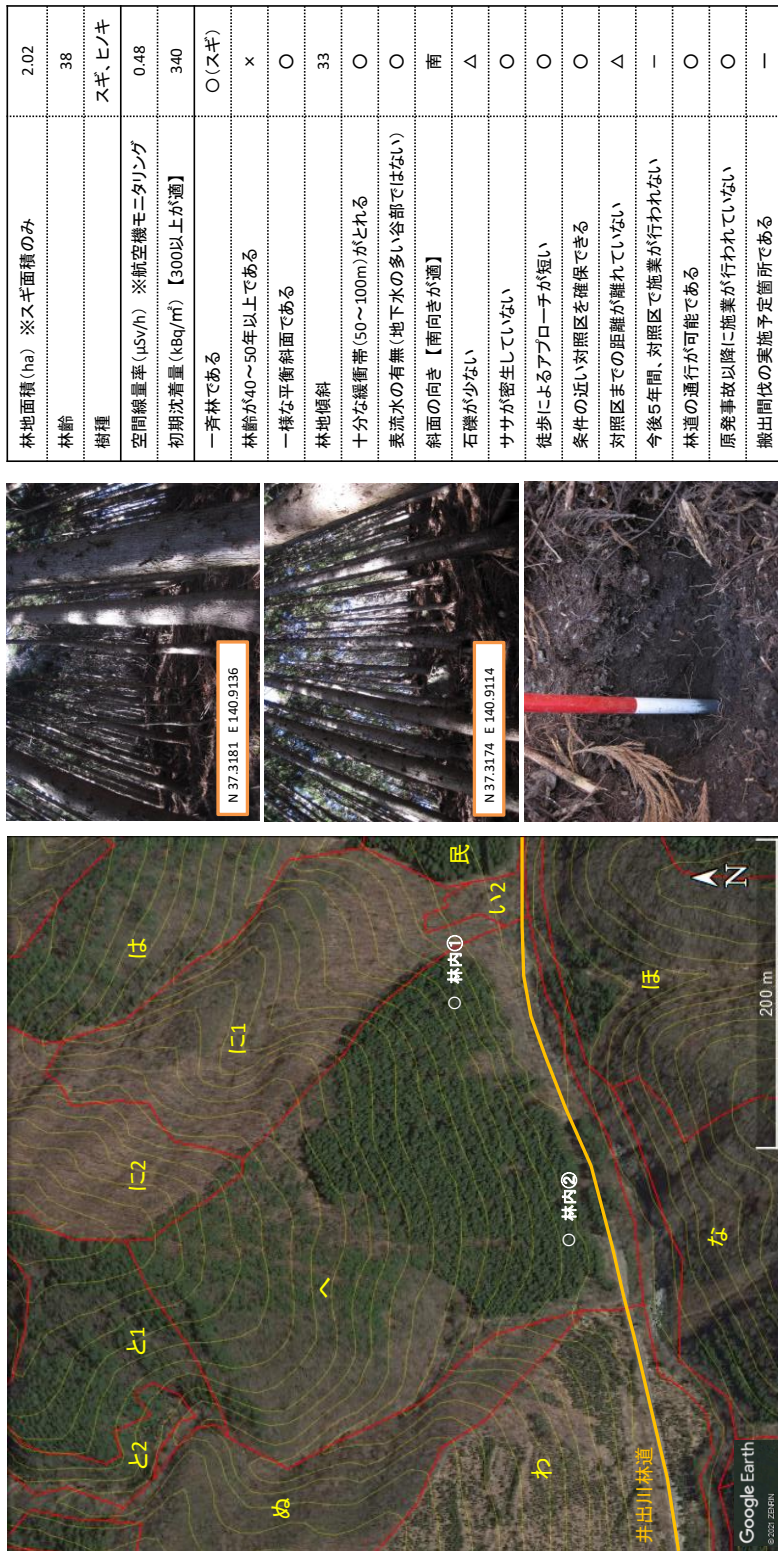 と2
と1
に2
は
に1
ぬ
へ
民
い2
○ 林内①
○ 林内②
わ
井出川林道
な
ほ
N
200 m
Google Earth
© 2021 ZENRIN
N 37.3181 E 140.9136
N 37.3174 E 140.9114
林地面積(ha) ※スギ面積のみ 2.02
林齢 38
樹種 スギ、ヒノキ
空間線量率(μSv/h) ※航空機モニタリング 0.48
初期沈着量(kBq/㎡)【300以上が適】 340
一斉林である ○(スギ)
林齢が40~50年以上である ×
一様な平衡斜面である ○
林地傾斜 33
十分な緩衝帯(50~100m)がとれる ○
表流水の有無(地下水の多い谷部ではない) ○
斜面の向き【南向きが適】 南
石礫が少ない △
ササが密生していない ○
徒歩によるアプローチが短い ○
条件の近い対照区を確保できる ○
対照区までの距離が離れていない △
今後5年間、対照区で施業が行われない －
林道の通行が可能である ○
原発事故以降に施業が行われていない ○
搬出間伐の実施予定箇所である ー